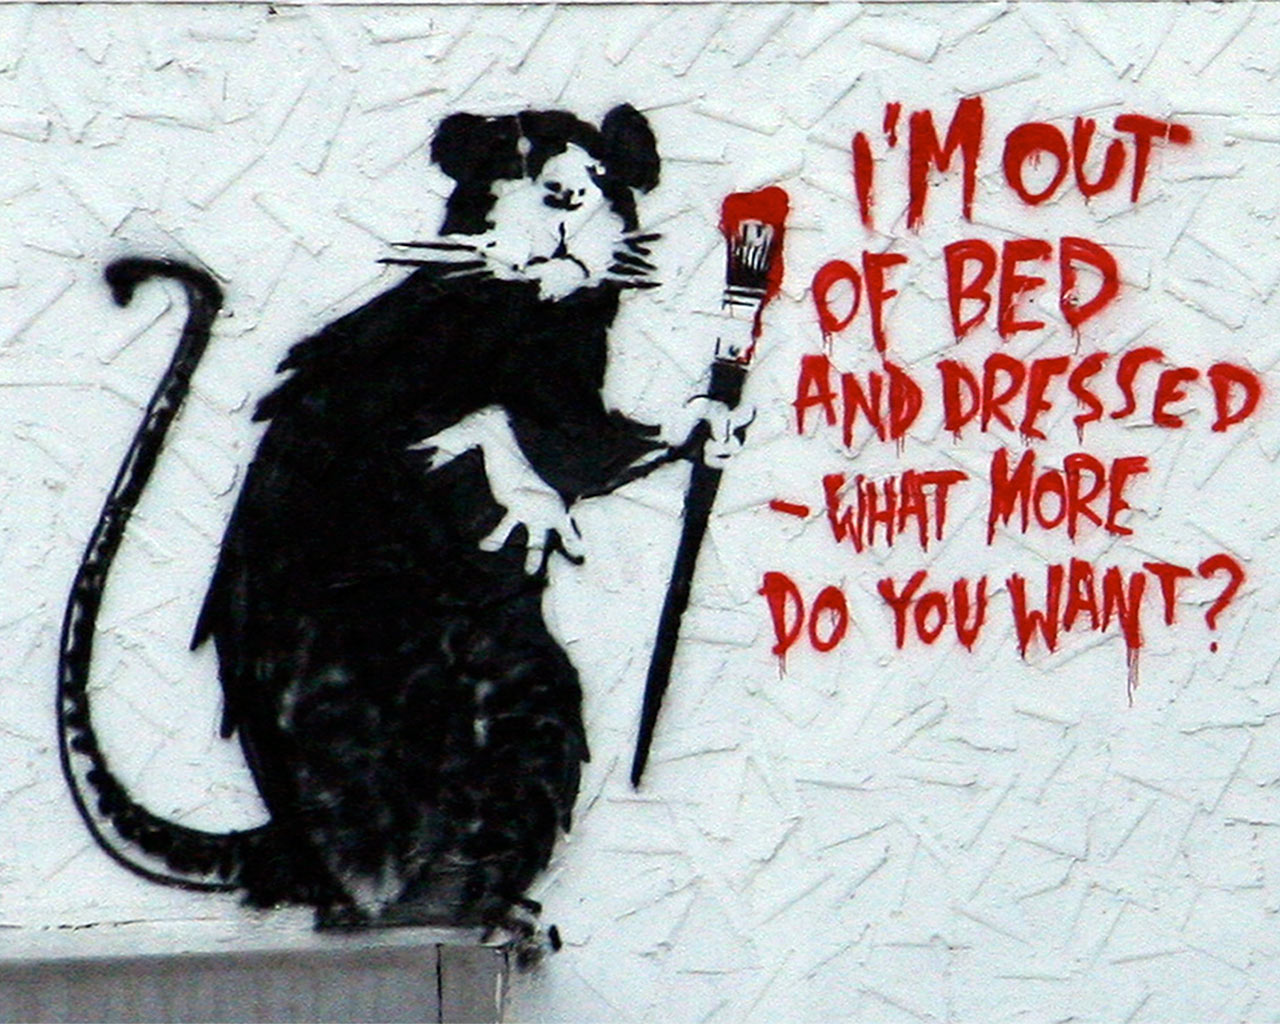 I'M OUT
OF BED
AND DRESSED
- WHAT MORE
DO YOU WANT?